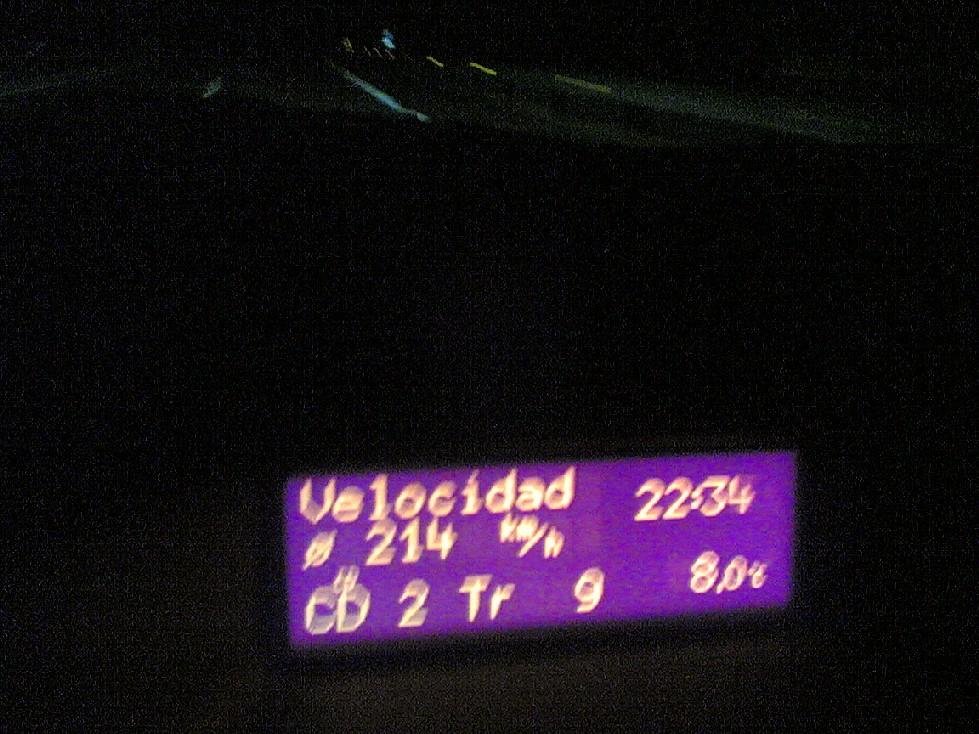 Velocidad 22:34
ø 214 km/h
CD 2 Tr 9 8,0°C